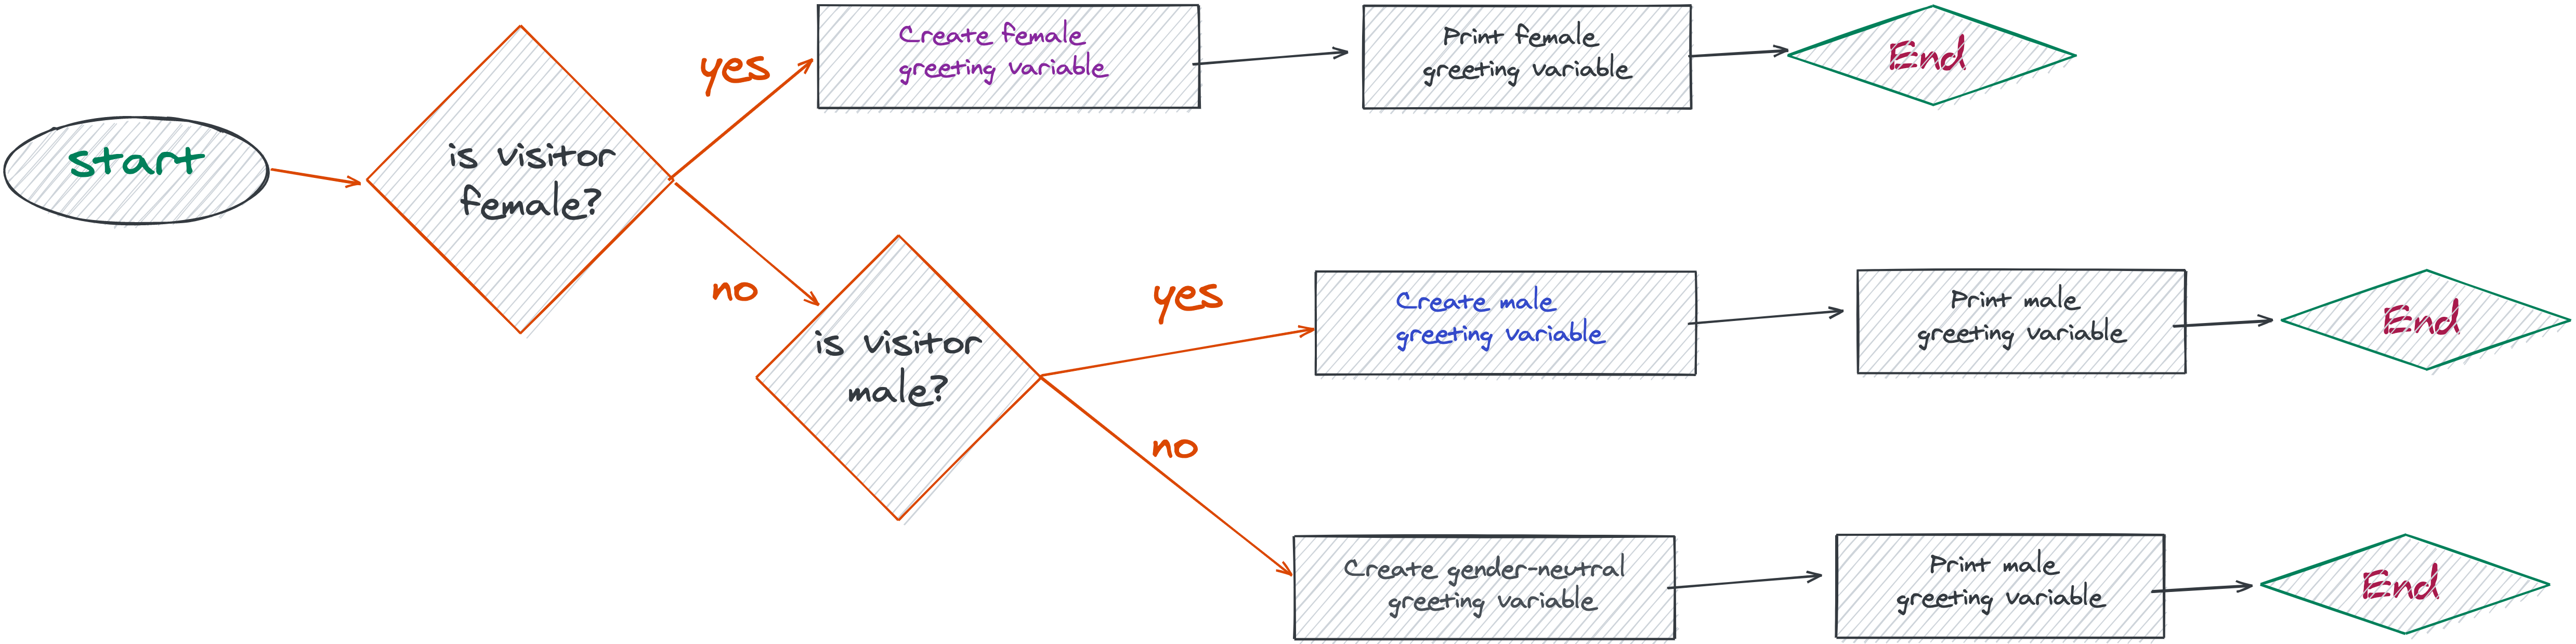 start
is visitor
female?
yes
Create female
greeting variable
Print female
greeting variable
End
no
is visitor
male?
yes
Create male
greeting variable
Print male
greeting variable
End
no
Create gender-neutral
greeting variable
Print male
greeting variable
End